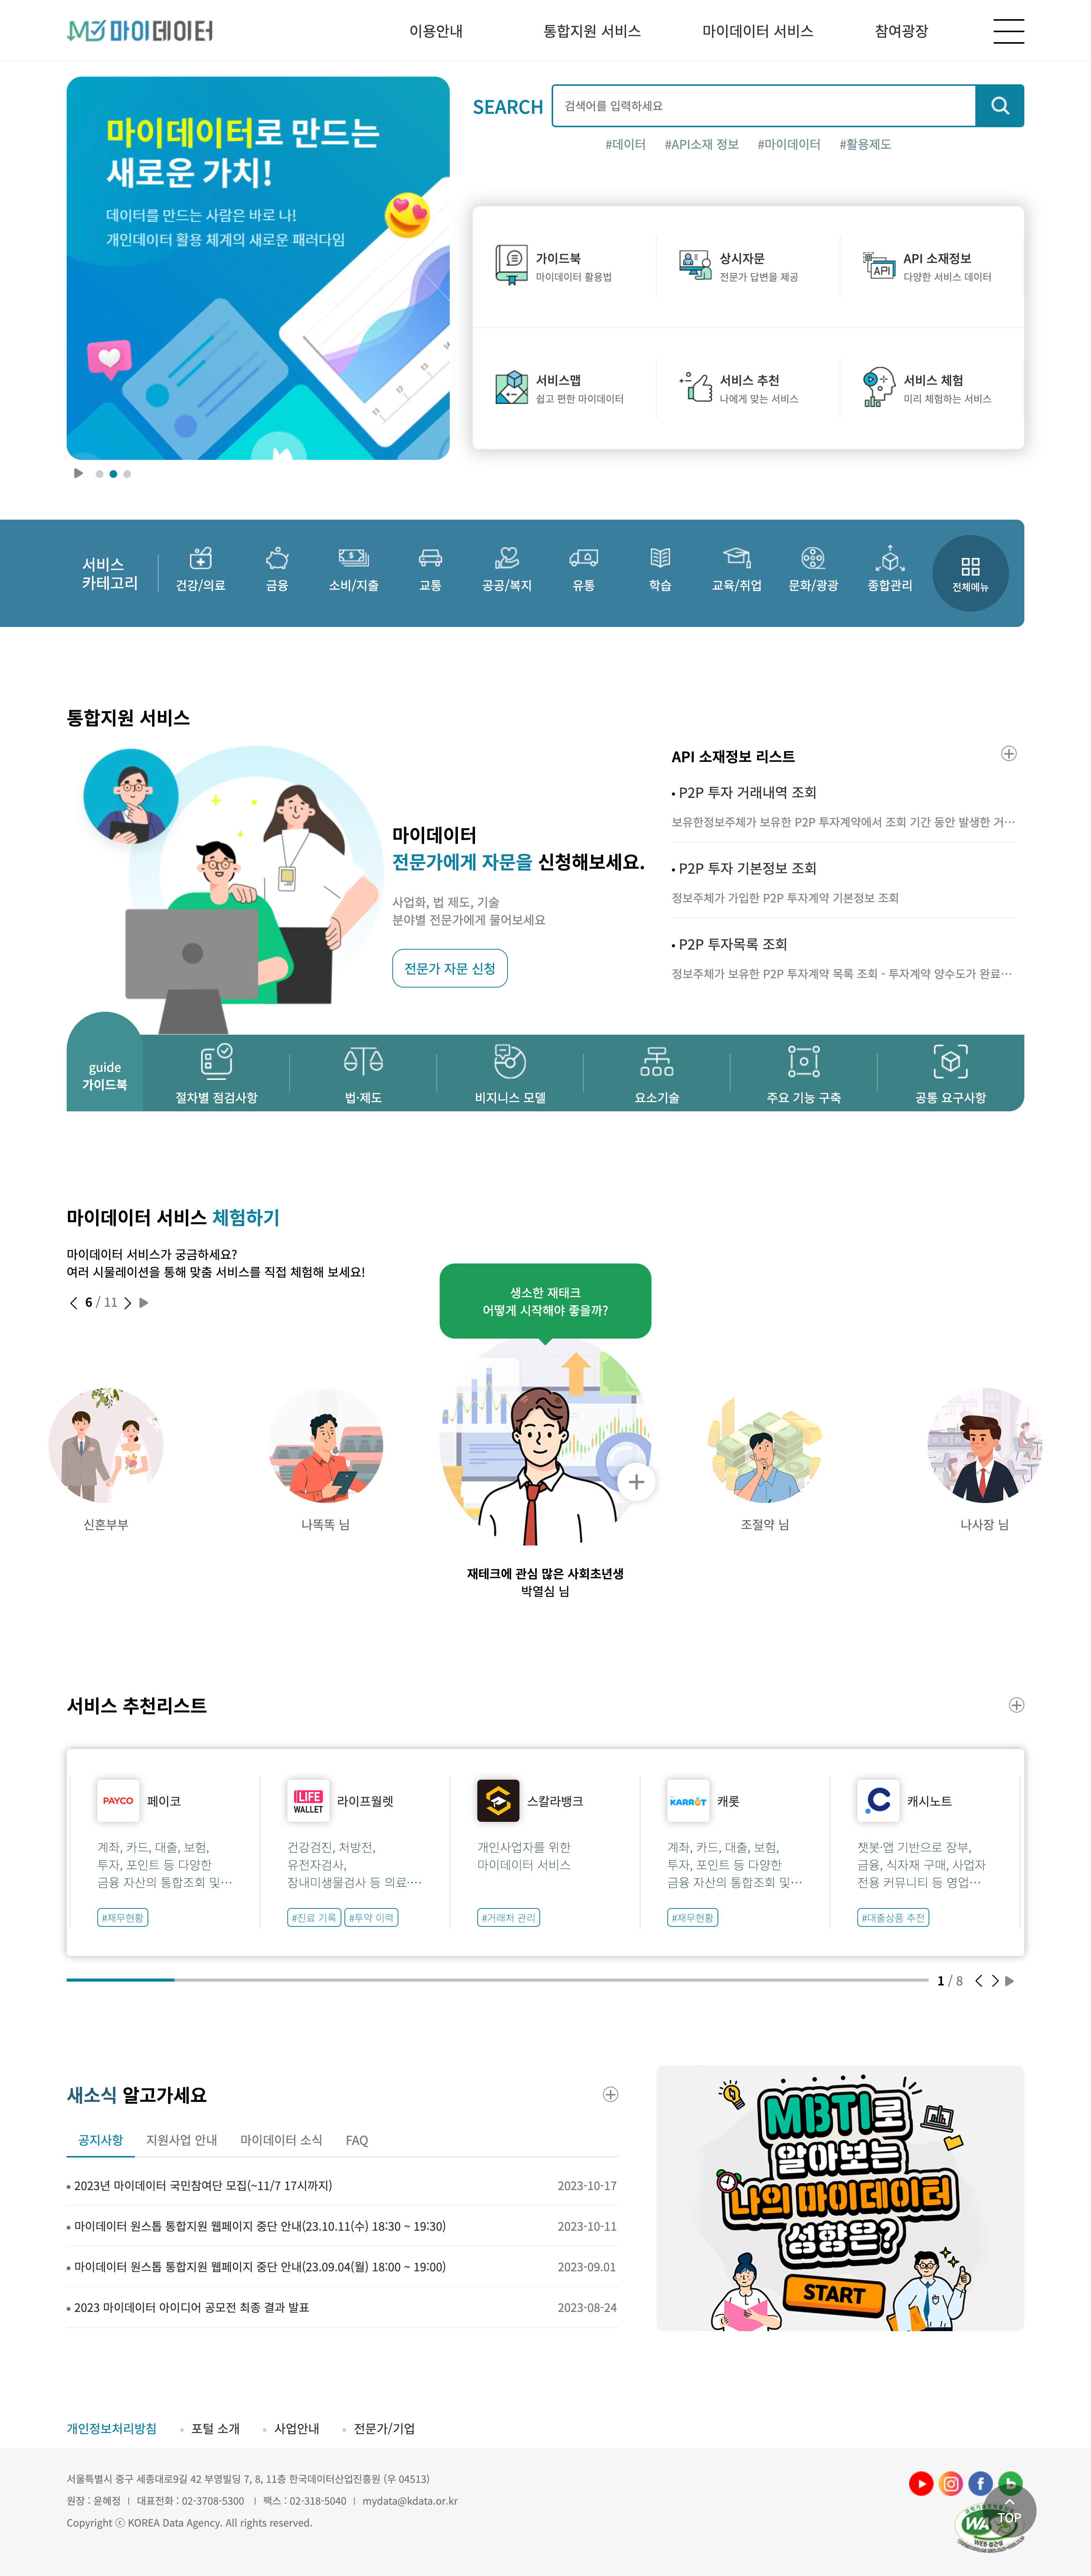 마이데이터
이용안내
통합지원 서비스
마이데이터 서비스
참여광장
마이데이터로 만드는
새로운 가치!
데이터를 만드는 사람은 바로 나!
개인데이터 활용 체계의 새로운 패러다임
SEARCH
검색어를 입력하세요
#데이터 #API소재 정보 #마이데이터 #활용제도
가이드북
마이데이터 활용법
상시자문
전문가 답변을 제공
API
API 소재정보
다양한 서비스 데이터
서비스맵
쉽고 편한 마이데이터
서비스 추천
나에게 맞는 서비스
서비스 체험
미리 체험하는 서비스
서비스
카테고리
건강/의료
금융
소비/지출
교통
공공/복지
유통
학습
교육/취업
문화/광광
종합관리
전체메뉴
통합지원 서비스
마이데이터
전문가에게 자문을 신청해보세요.
사업화, 법 제도, 기술
분야별 전문가에게 물어보세요
전문가 자문 신청
API 소재정보 리스트
• P2P 투자 거래내역 조회
보유한정보주체가 보유한 P2P 투자계약에서 조회 기간 동안 발생한 거…
• P2P 투자 기본정보 조회
정보주체가 가입한 P2P 투자계약 기본정보 조회
• P2P 투자목록 조회
정보주체가 보유한 P2P 투자계약 목록 조회 - 투자계약 양수도가 완료…
guide
가이드북
절차별 점검사항
법·제도
비지니스 모델
요소기술
주요 기능 구축
공통 요구사항
마이데이터 서비스 체험하기
마이데이터 서비스가 궁금하세요?
여러 시물레이션을 통해 맞춤 서비스를 직접 체험해 보세요!
6 / 11
생소한 재태크
어떻게 시작해야 좋을까?
신혼부부
나똑똑 님
재테크에 관심 많은 사회초년생
박열심 님
조절약 님
나사장 님
서비스 추천리스트
PAYCO
페이코
계좌, 카드, 대출, 보험,
투자, 포인트 등 다양한
금융 자산의 통합조회 및…
#재무현황
LIFE
WALLET
라이프월렛
건강검진, 처방전,
유전자검사,
장내미생물검사 등 의료·…
#진료 기록 #투약 이력
스칼라뱅크
개인사업자를 위한
마이데이터 서비스
#거래처 관리
KARROT
캐롯
계좌, 카드, 대출, 보험,
투자, 포인트 등 다양한
금융 자산의 통합조회 및…
#재무현황
캐시노트
챗봇·앱 기반으로 장부,
금융, 식자재 구매, 사업자
전용 커뮤니티 등 영업…
#대출상품 추천
1 / 8
새소식 알고가세요
공지사항
지원사업 안내
마이데이터 소식
FAQ
2023년 마이데이터 국민참여단 모집(~11/7 17시까지) 2023-10-17
마이데이터 원스톱 통합지원 웹페이지 중단 안내(23.10.11(수) 18:30 ~ 19:30) 2023-10-11
마이데이터 원스톱 통합지원 웹페이지 중단 안내(23.09.04(월) 18:00 ~ 19:00) 2023-09.01
2023 마이데이터 아이디어 공모전 최종 결과 발표 2023-08-24
MBTI로
알아보는
나의 마이데이터
성향은?
START
개인정보처리방침
포털 소개
사업안내
전문가/기업
서울특별시 중구 세종대로9길 42 부영빌딩 7, 8, 11층 한국데이터산업진흥원 (우 04513)
원장 : 윤혜정 | 대표전화 : 02-3708-5300 | 팩스 : 02-318-5040 | mydata@kdata.or.kr
Copyright ⓒ KOREA Data Agency. All rights reserved.
TOP
WA
WEB 접근성